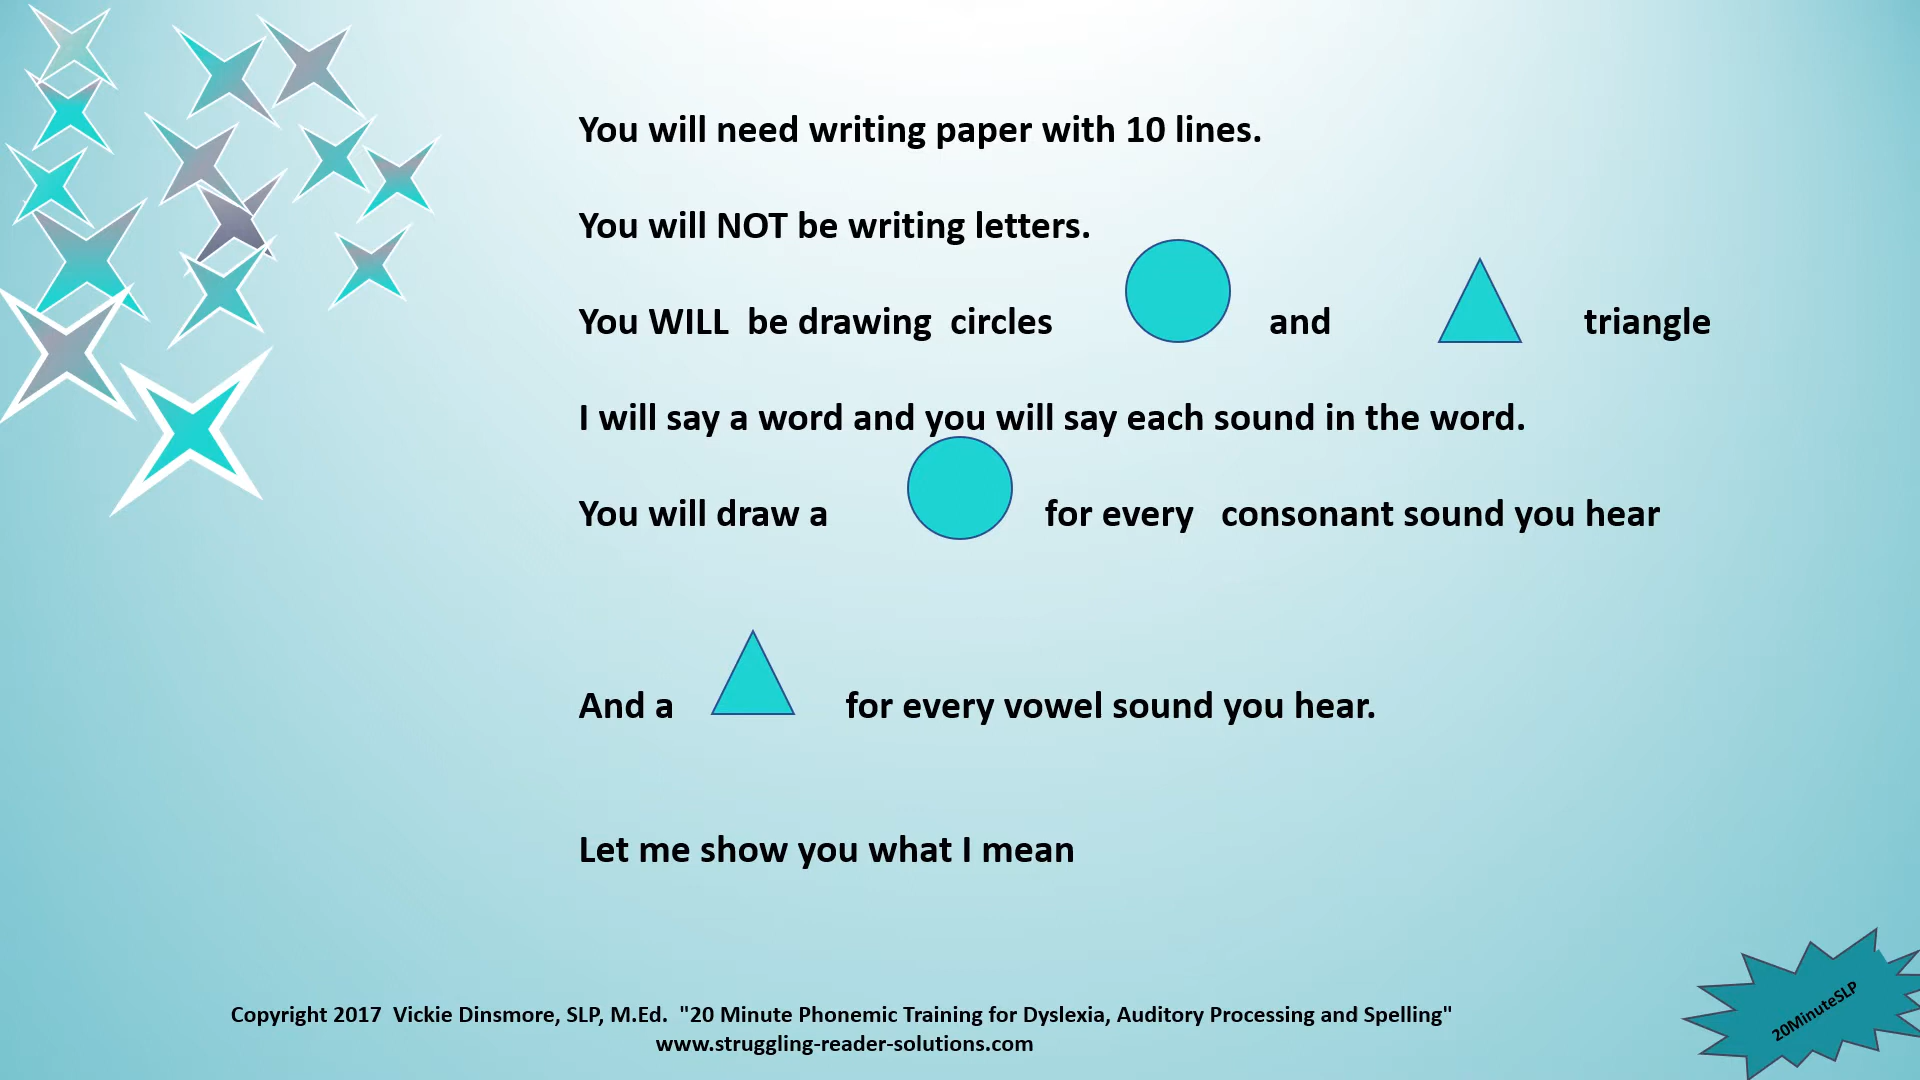 You will need writing paper with 10 lines.
You will NOT be writing letters.
You WILL be drawing circles and triangle
I will say a word and you will say each sound in the word.
You will draw a for every consonant sound you hear
And a for every vowel sound you hear.
Let me show you what I mean
Copyright 2017 Vickie Dinsmore, SLP, M.Ed. "20 Minute Phonemic Training for Dyslexia, Auditory Processing and Spelling"
www.struggling-reader-solutions.com
20MinuteSLP